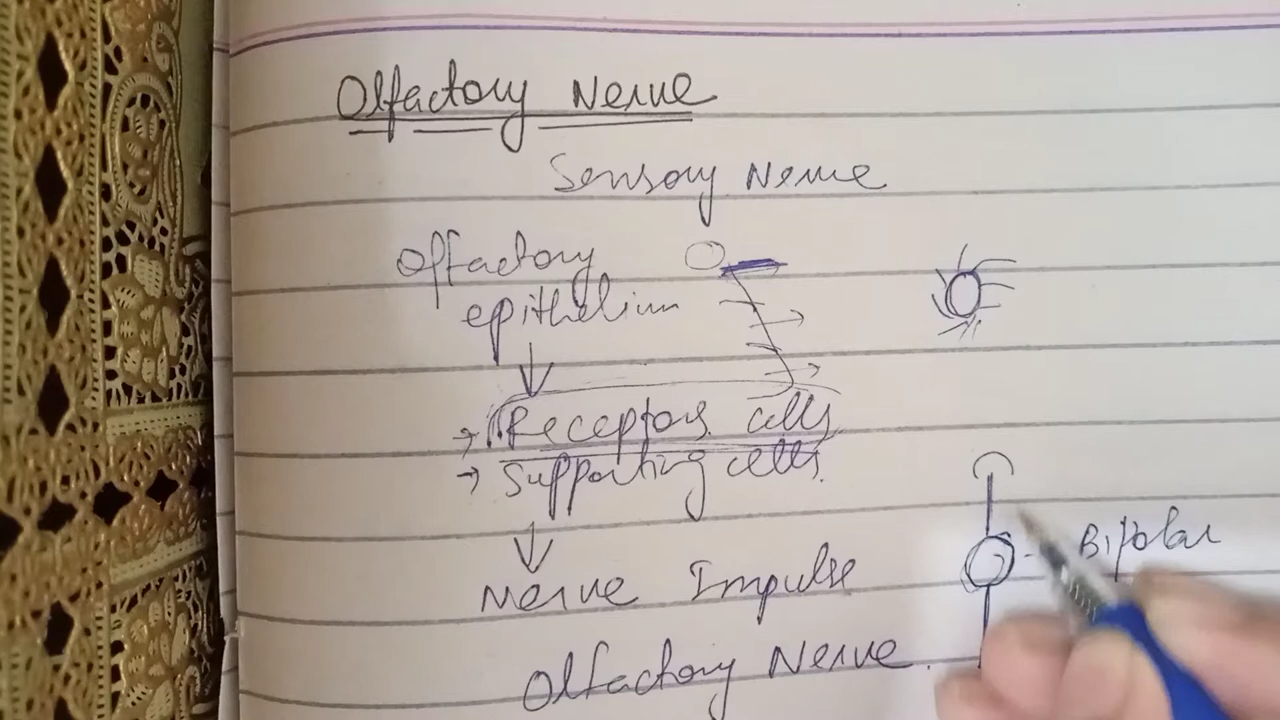 Olfactory Nerve
Sensory Nerve
Olfactory
epithelium
→ Receptors cells
→ Supporting cells.
Nerve Impulse
Bipolar
Olfactory Nerve.